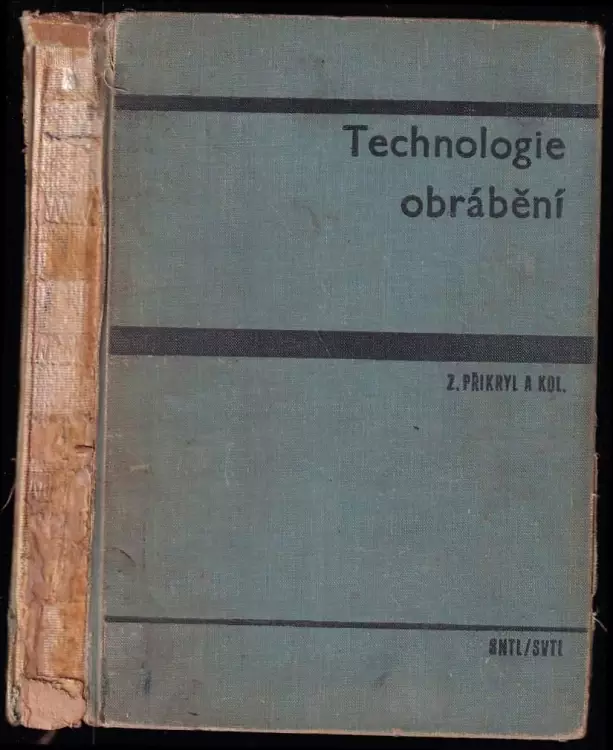 Technologie
obrábění
Z. PŘIKRYL A KOL.
SNTL/SVTL